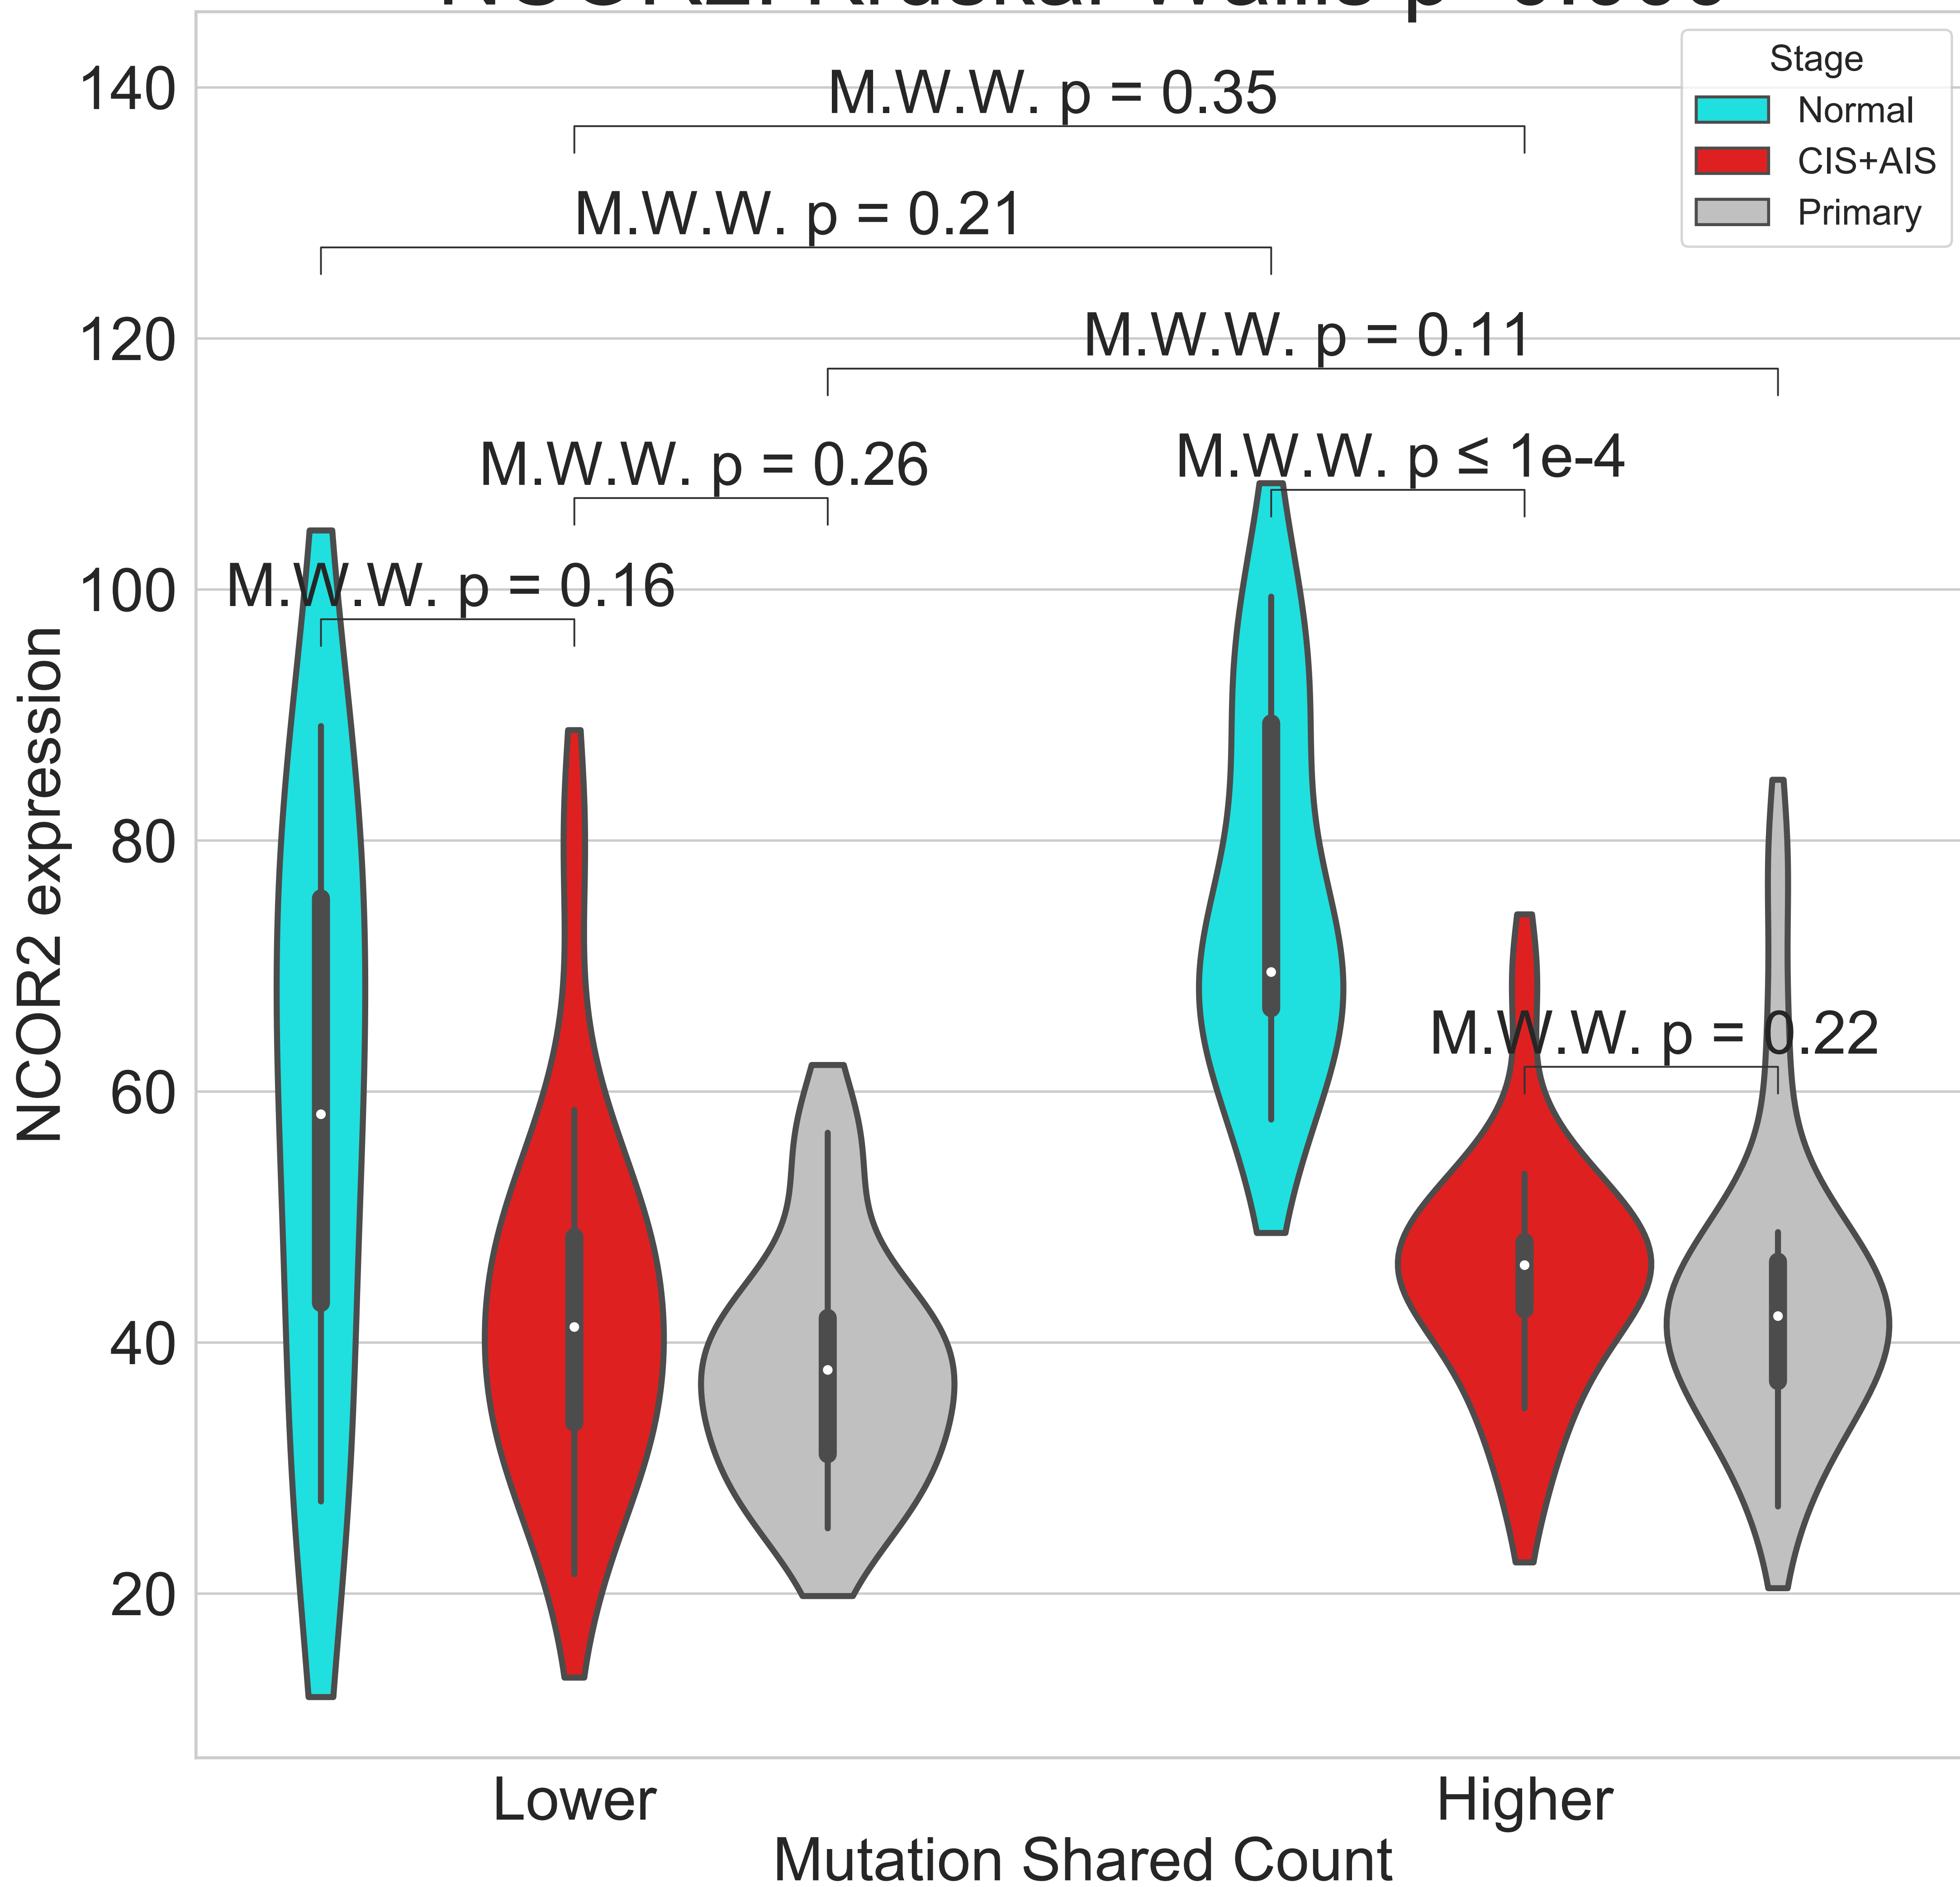 Stage
Normal
CIS+AIS
Primary
140
120
100
80
60
40
20
NCOR2 expression
M.W.W. p = 0.35
M.W.W. p = 0.21
M.W.W. p = 0.11
M.W.W. p = 0.26
M.W.W. p ≤ 1e-4
M.W.W. p = 0.16
M.W.W. p = 0.22
Lower
Higher
Mutation Shared Count